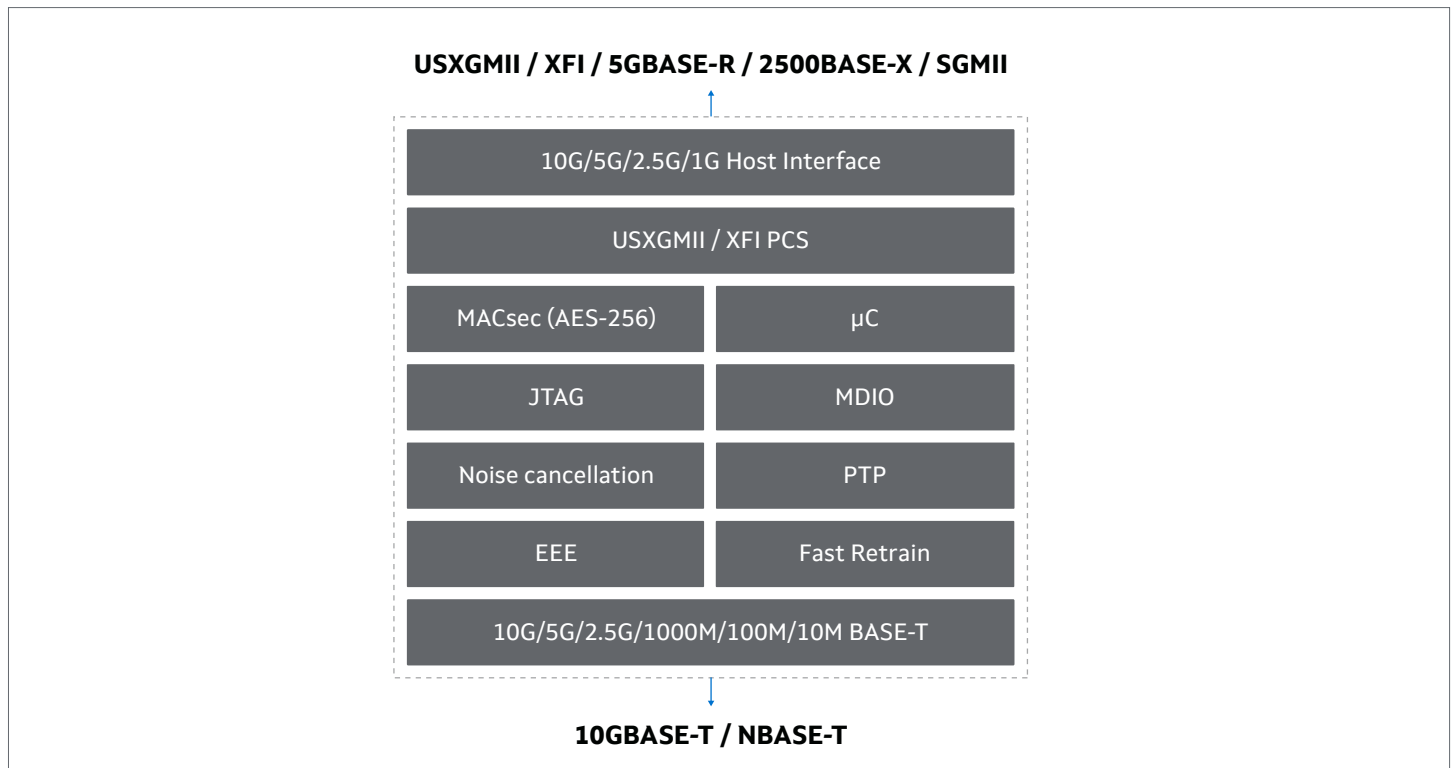 USXGMII / XFI / 5GBASE-R / 2500BASE-X / SGMII
10G/5G/2.5G/1G Host Interface
USXGMII / XFI PCS
MACsec (AES-256)
µC
JTAG
MDIO
Noise cancellation
PTP
EEE
Fast Retrain
10G/5G/2.5G/1000M/100M/10M BASE-T
10GBASE-T / NBASE-T